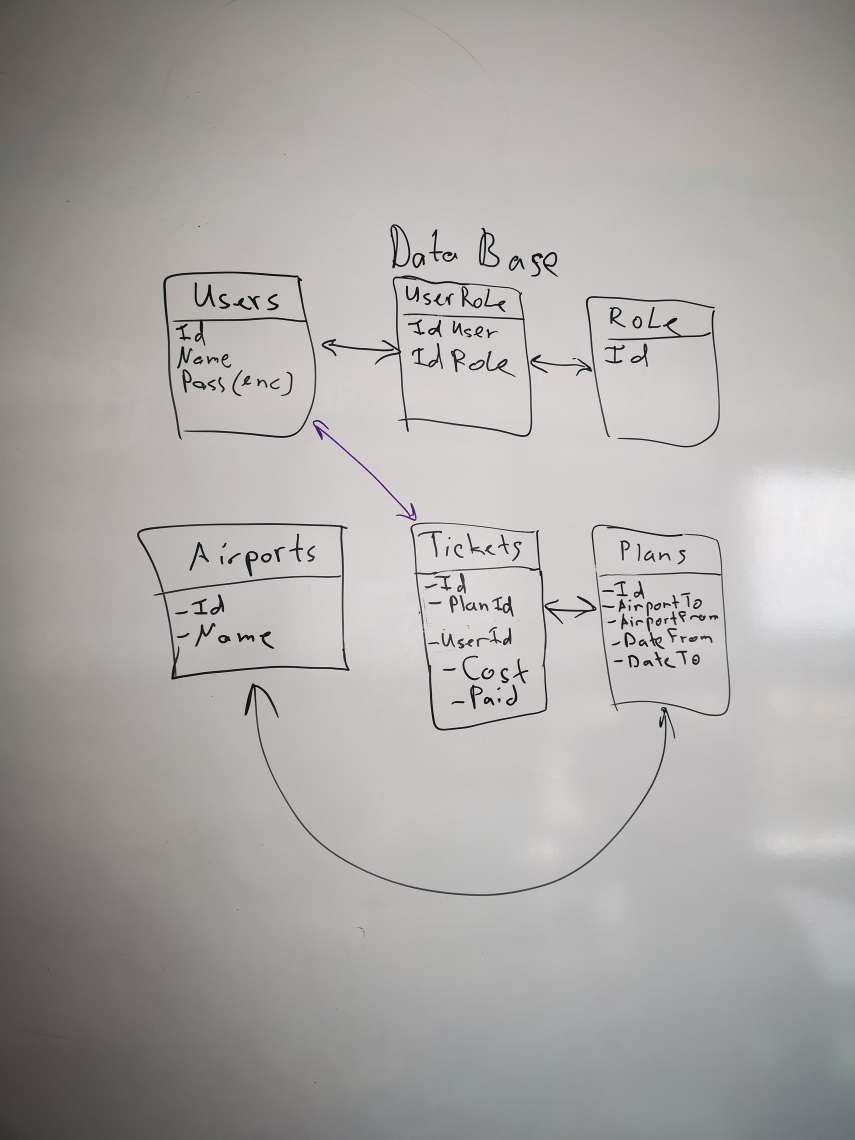 Data Base
Users
Id
Name
Pass (enc)
UserRole
Id User
Id Role
Role
Id
Airports
-Id
-Name
Tickets
-Id
-PlanId
-UserId
-Cost
-Paid
Plans
-Id
-AirportTo
-AirportFrom
-DateFrom
-DateTo